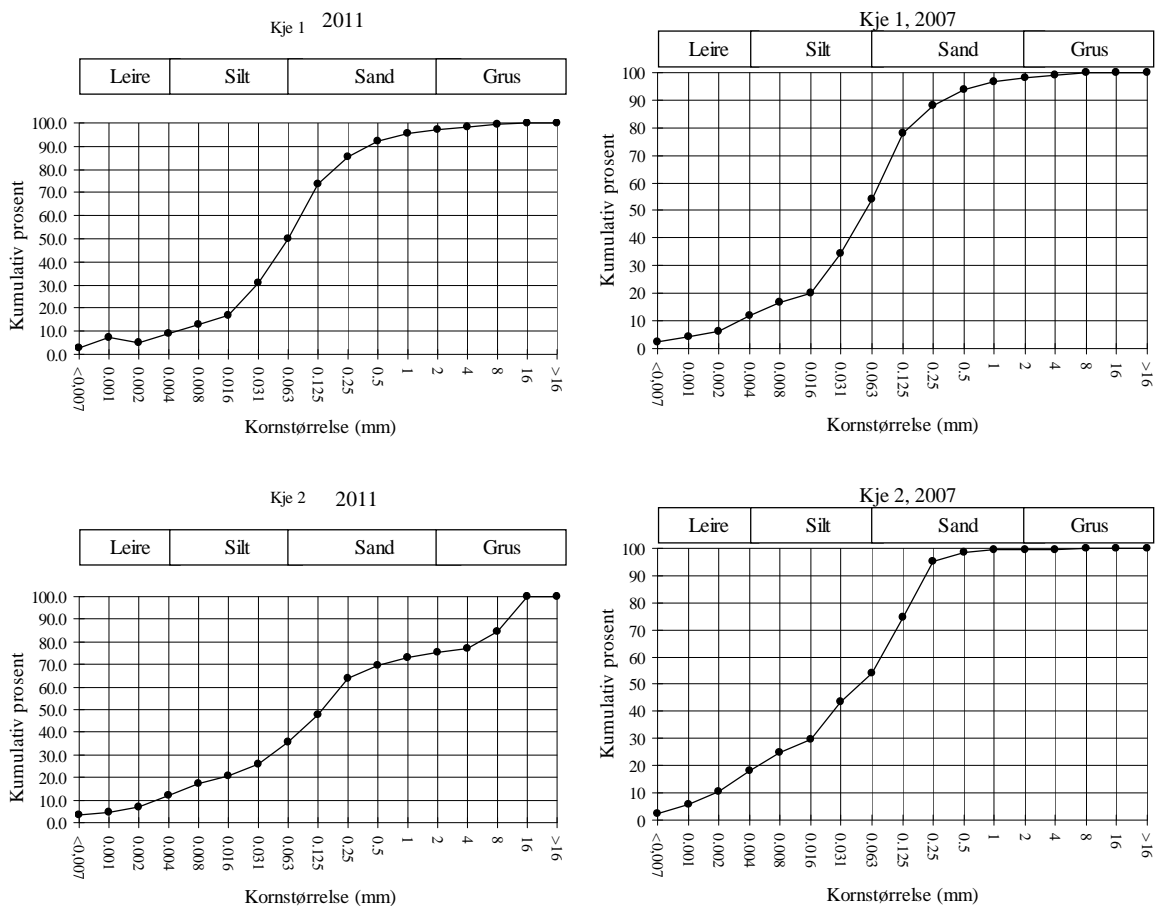 Kje 1 2011
Leire Silt Sand Grus
Kumulativ prosent
100.0
90.0
80.0
70.0
60.0
50.0
40.0
30.0
20.0
10.0
0.0
<0,007 0.001 0.002 0.004 0.008 0.016 0.031 0.063 0.125 0.25 0.5 1 2 4 8 16 >16
Kornstørrelse (mm)
Kje 1, 2007
Leire Silt Sand Grus
Kumulativ prosent
100
90
80
70
60
50
40
30
20
10
0
<0,007 0.001 0.002 0.004 0.008 0.016 0.031 0.063 0.125 0.25 0.5 1 2 4 8 16 >16
Kornstørrelse (mm)
Kje 2 2011
Leire Silt Sand Grus
Kumulativ prosent
100.0
90.0
80.0
70.0
60.0
50.0
40.0
30.0
20.0
10.0
0.0
<0,007 0.001 0.002 0.004 0.008 0.016 0.031 0.063 0.125 0.25 0.5 1 2 4 8 16 >16
Kornstørrelse (mm)
Kje 2, 2007
Leire Silt Sand Grus
Kumulativ prosent
100
90
80
70
60
50
40
30
20
10
0
<0,007 0.001 0.002 0.004 0.008 0.016 0.031 0.063 0.125 0.25 0.5 1 2 4 8 16 >16
Kornstørrelse (mm)